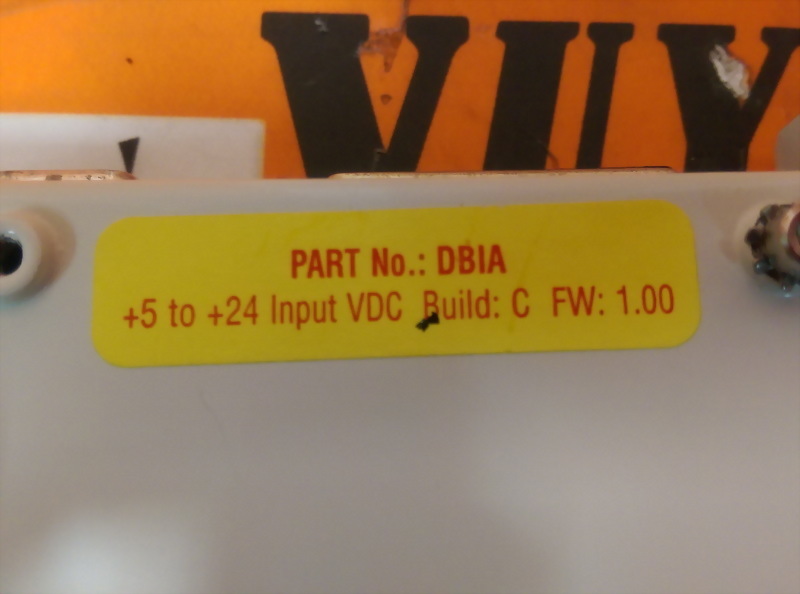 PART No.: DBIA
+5 to +24 Input VDC Build: C FW: 1.00